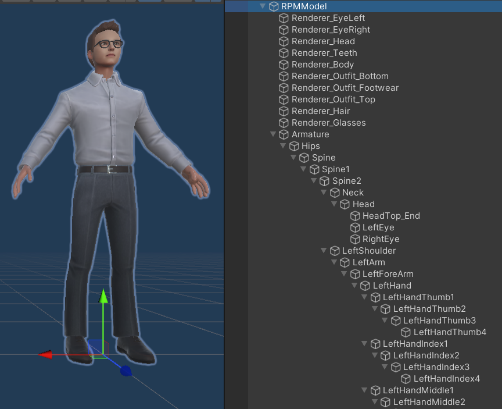 RPMModel
Renderer_EyeLeft
Renderer_EyeRight
Renderer_Head
Renderer_Teeth
Renderer_Body
Renderer_Outfit_Bottom
Renderer_Outfit_Footwear
Renderer_Outfit_Top
Renderer_Hair
Renderer_Glasses
Armature
Hips
Spine
Spine1
Spine2
Neck
Head
HeadTop_End
LeftEye
RightEye
LeftShoulder
LeftArm
LeftForeArm
LeftHand
LeftHandThumb1
LeftHandThumb2
LeftHandThumb3
LeftHandThumb4
LeftHandIndex1
LeftHandIndex2
LeftHandIndex3
LeftHandIndex4
LeftHandMiddle1
LeftHandMiddle2